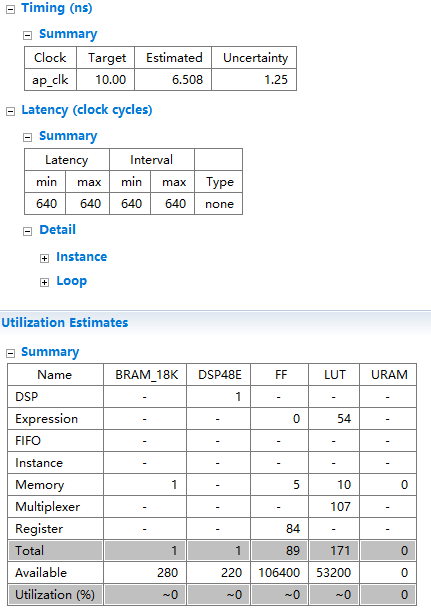 Timing (ns)
Summary
Clock Target Estimated Uncertainty
ap_clk 10.00 6.508 1.25
Latency (clock cycles)
Summary
Latency Interval
min max min max Type
640 640 640 640 none
Detail
Instance
Loop
Utilization Estimates
Summary
Name BRAM_18K DSP48E FF LUT URAM
DSP - 1 - - -
Expression - - 0 54 -
FIFO - - - - -
Instance - - - - -
Memory 1 - 5 10 0
Multiplexer - - - 107 -
Register - - 84 - -
Total 1 1 89 171 0
Available 280 220 106400 53200 0
Utilization (%) ~0 ~0 ~0 ~0 0